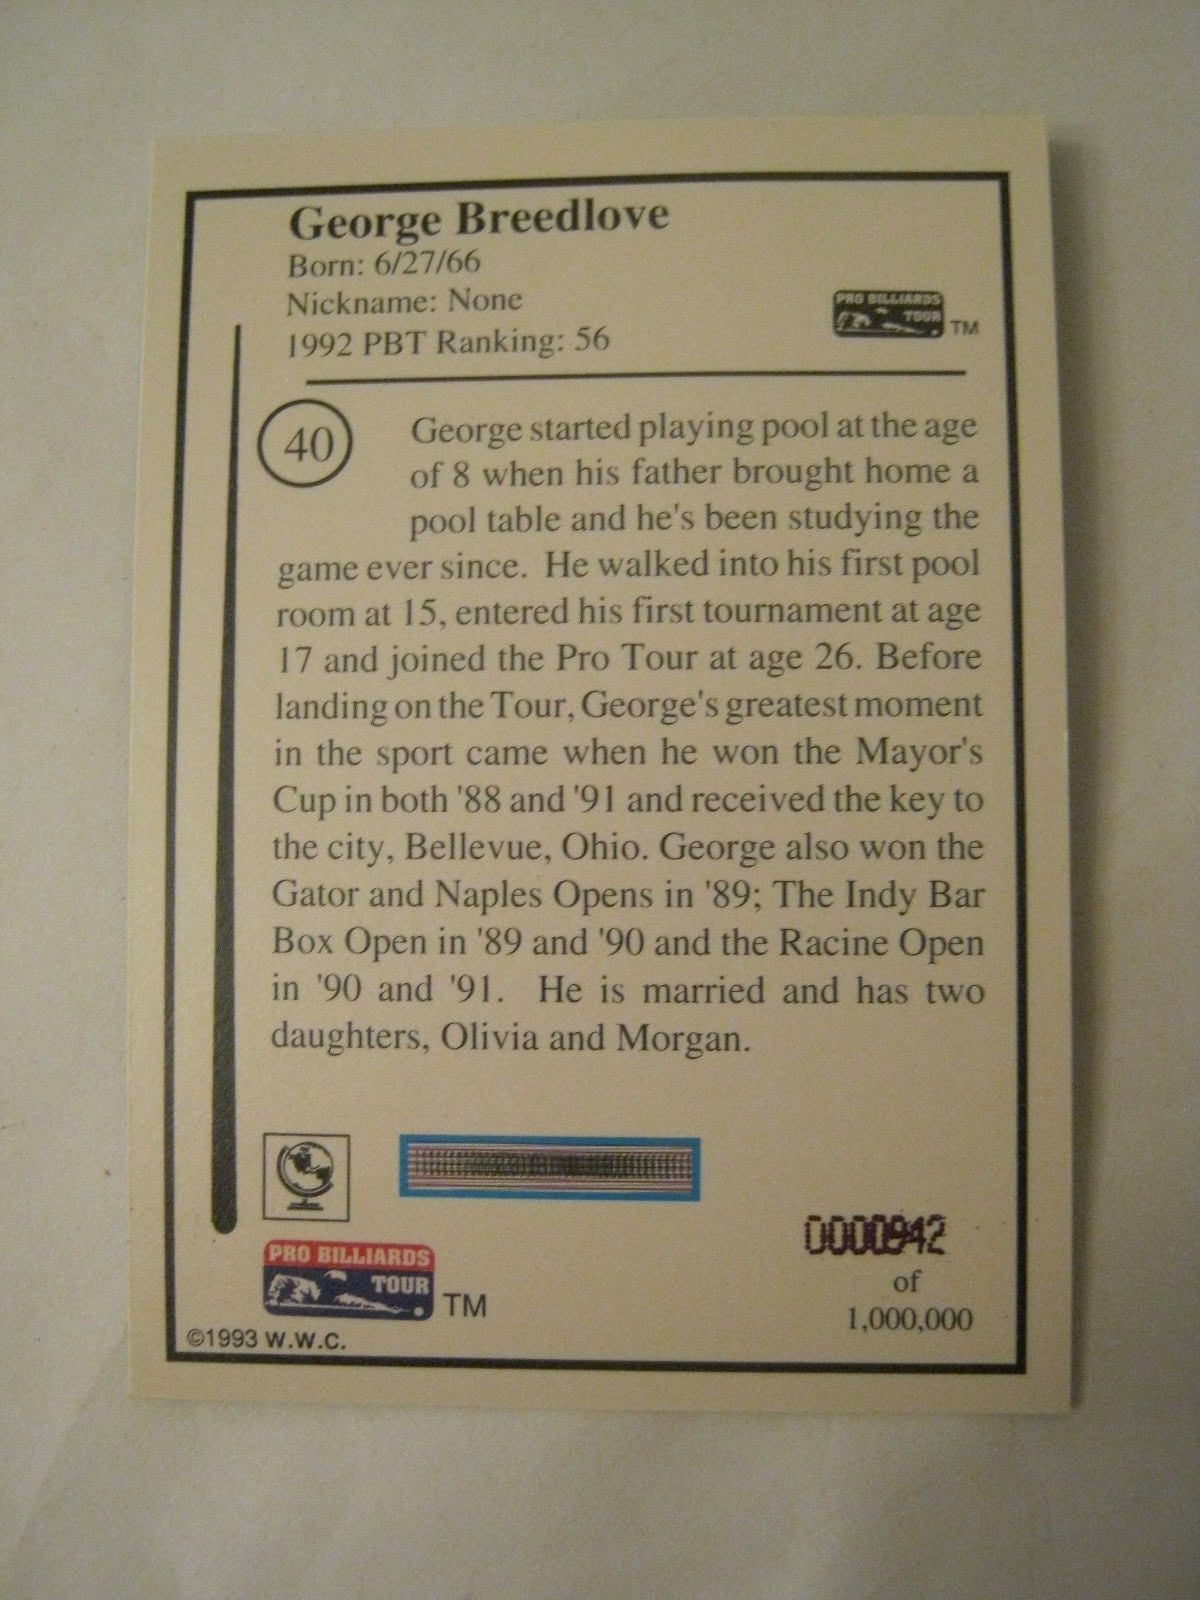 George Breedlove
Born: 6/27/66
Nickname: None
1992 PBT Ranking: 56
PRO BILLIARDS
TOUR
TM
40
George started playing pool at the age
of 8 when his father brought home a
pool table and he's been studying the
game ever since. He walked into his first pool
room at 15, entered his first tournament at age
17 and joined the Pro Tour at age 26. Before
landing on the Tour, George's greatest moment
in the sport came when he won the Mayor's
Cup in both '88 and '91 and received the key to
the city, Bellevue, Ohio. George also won the
Gator and Naples Opens in '89; The Indy Bar
Box Open in '89 and '90 and the Racine Open
in '90 and '91. He is married and has two
daughters, Olivia and Morgan.
0000942
of
1,000,000
PRO BILLIARDS
TOUR
TM
©1993 W.W.C.